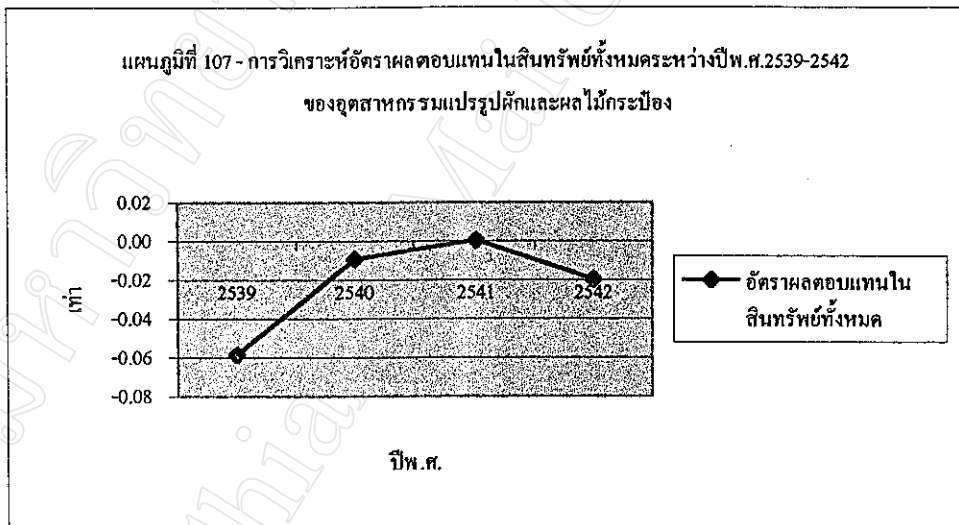 แผนภูมิที่ 107 - การวิเคราะห์อัตราผลตอบแทนในสินทรัพย์ทั้งหมดระหว่างปีพ.ศ.2539-2542
ของอุตสาหกรรมแปรรูปผักและผลไม้กระป๋อง
0.02
0.00
-0.02
-0.04
-0.06
-0.08
เท่า
2539
2540
2541
2542
ปีพ.ศ.
อัตราผลตอบแทนใน
สินทรัพย์ทั้งหมด